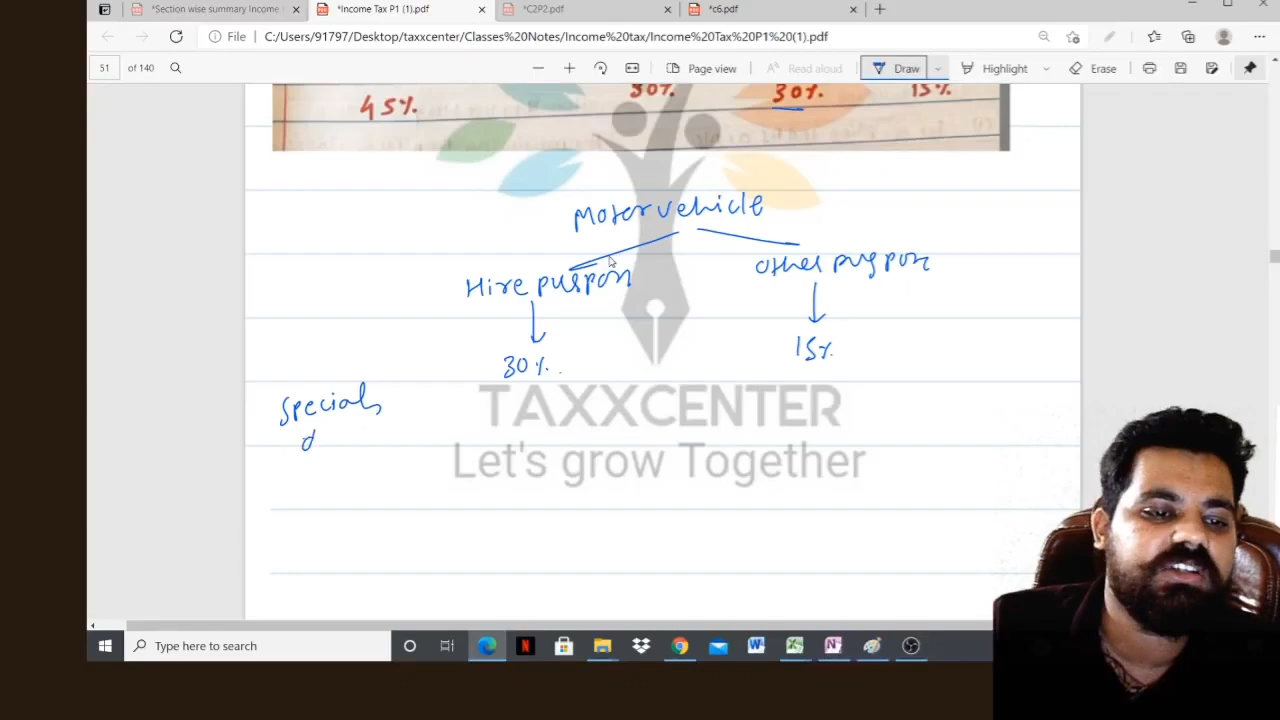 *Section wise summary Income
*Income Tax P1 (1).pdf
*C2P2.pdf
*c6.pdf
File
C:/Users/91797/Desktop/taxxcenter/Classes%20Notes/Income%20tax/Income%20Tax%20P1%20(1).pdf
51 of 140
Page view
Read aloud
Draw
Highlight
Erase
45%.
30%.
30%.
15%.
Motor vehicle
Hire purpose
Other purpose
30%.
15%
Specials
d
TAXXCENTER
Let's grow Together
Type here to search